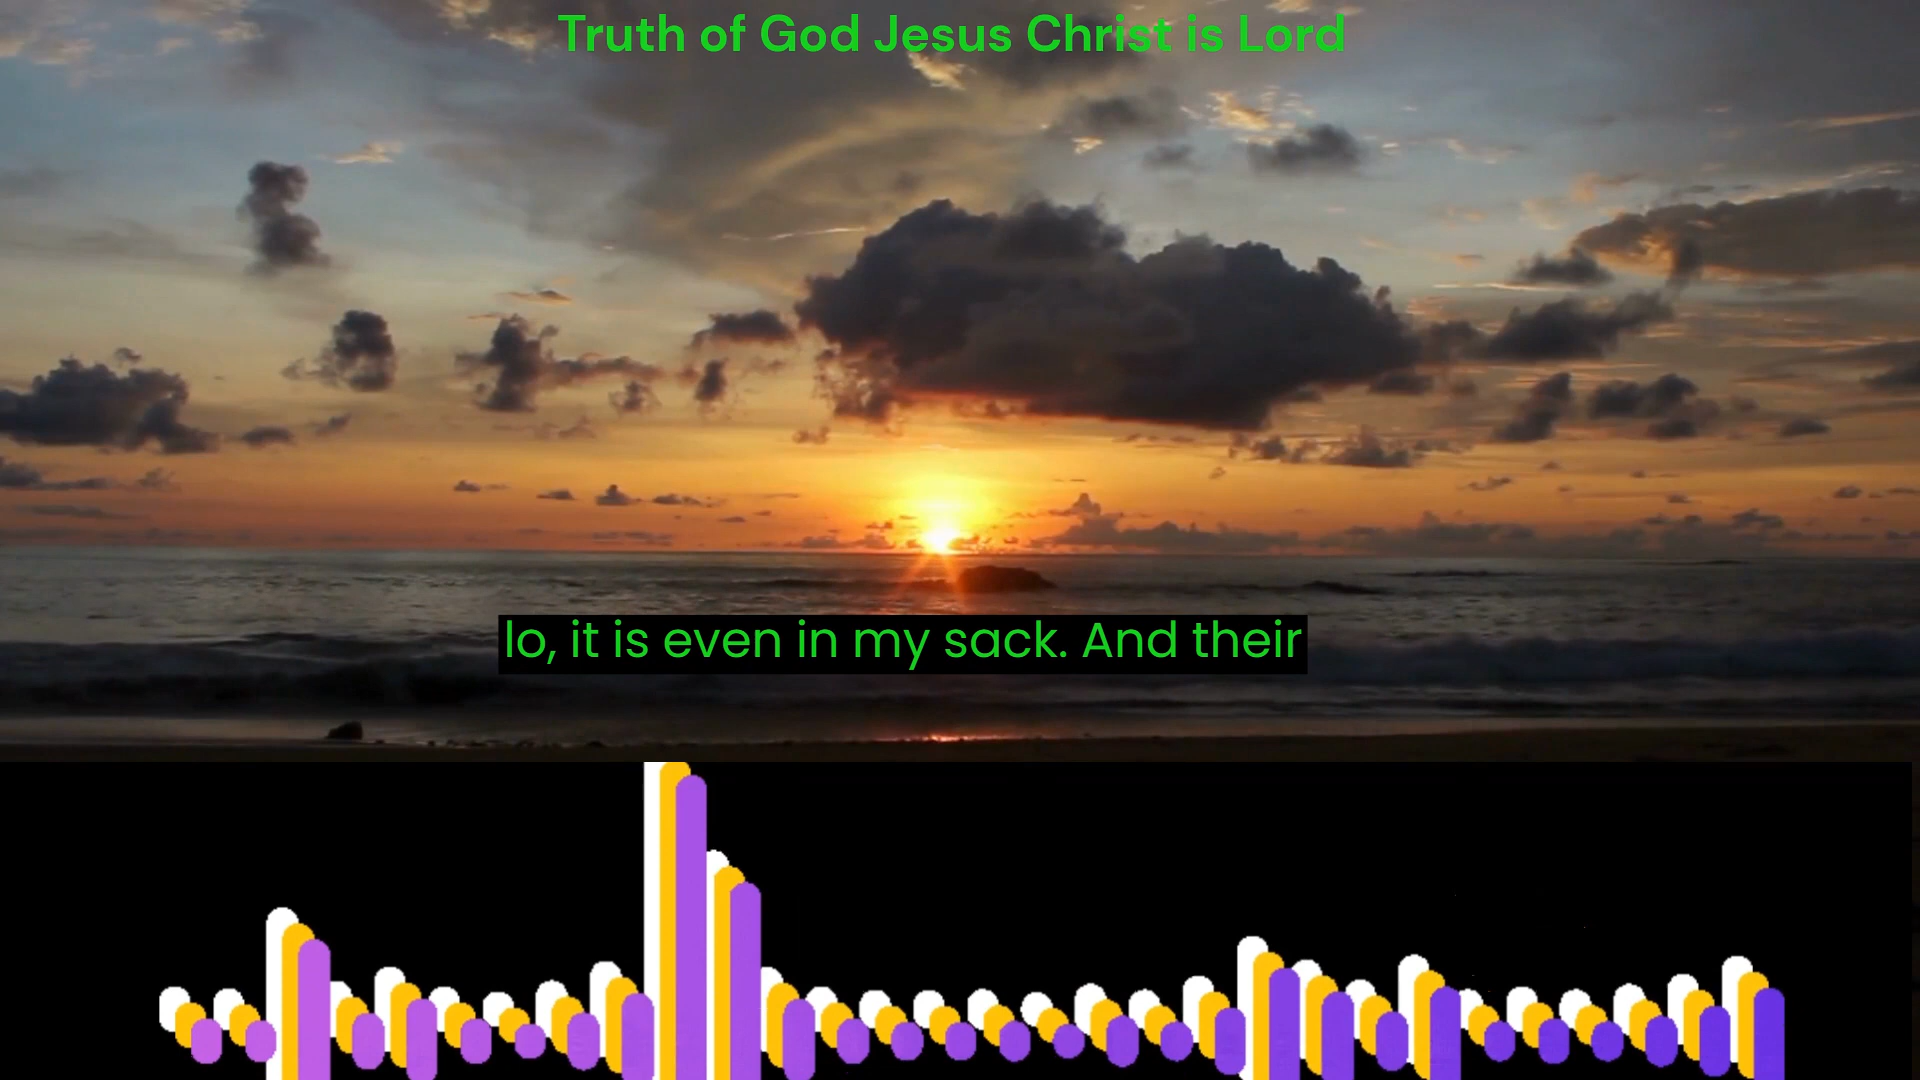 Truth of God Jesus Christ is Lord
lo, it is even in my sack. And their